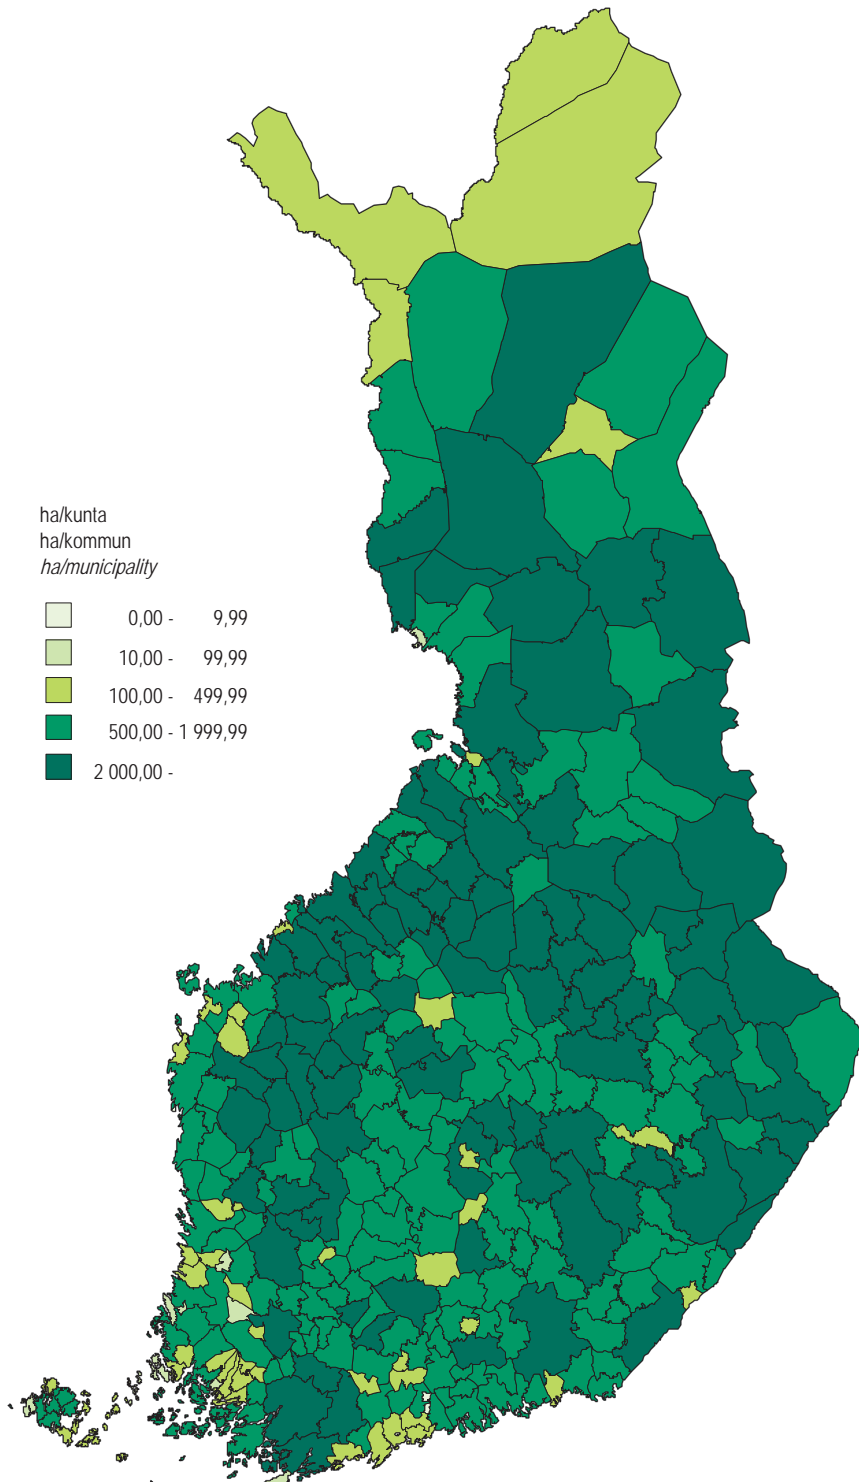 ha/kunta
ha/kommun
ha/municipality
0,00 - 9,99
10,00 - 99,99
100,00 - 499,99
500,00 - 1 999,99
2 000,00 -